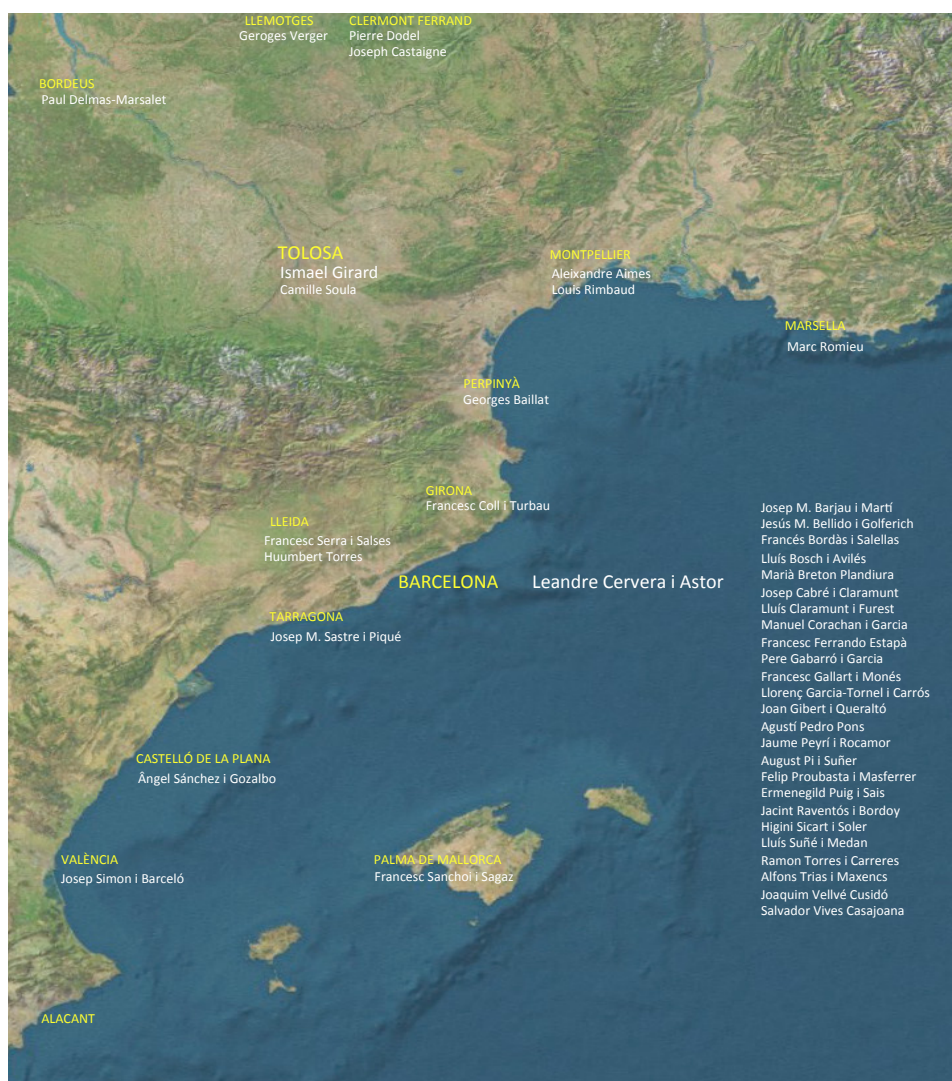 LLEMOTGES
Geroges Verger
CLERMONT FERRAND
Pierre Dodel
Joseph Castaigne
BORDEUS
Paul Delmas-Marsalet
TOLOSA
Ismael Girard
Camille Soula
MONTPELLIER
Aleixandre Aimes
Louis Rimbaud
MARSELLA
Marc Romieu
PERPINYÀ
Georges Baillat
GIRONA
Francesc Coll i Turbau
LLEIDA
Francesc Serra i Salses
Huumbert Torres
BARCELONA
Leandre Cervera i Astor
TARRAGONA
Josep M. Sastre i Piqué
CASTELLÓ DE LA PLANA
Ângel Sánchez i Gozalbo
VALÈNCIA
Josep Simon i Barceló
PALMA DE MALLORCA
Francesc Sanchoi i Sagaz
ALACANT
Josep M. Barjau i Martí
Jesús M. Bellido i Golferich
Francés Bordàs i Salellas
Lluís Bosch i Avilés
Marià Breton Plandiura
Josep Cabré i Claramunt
Lluís Claramunt i Furest
Manuel Corachan i Garcia
Francesc Ferrando Estapà
Pere Gabarró i Garcia
Francesc Gallart i Monés
Llorenç Garcia-Tornel i Carrós
Joan Gibert i Queraltó
Agustí Pedro Pons
Jaume Peyrí i Rocamor
August Pi i Suñer
Felip Proubasta i Masferrer
Ermenegild Puig i Sais
Jacint Raventós i Bordoy
Higini Sicart i Soler
Lluís Suñé i Medan
Ramon Torres i Carreres
Alfons Trias i Maxencs
Joaquim Vellvé Cusidó
Salvador Vives Casajoana